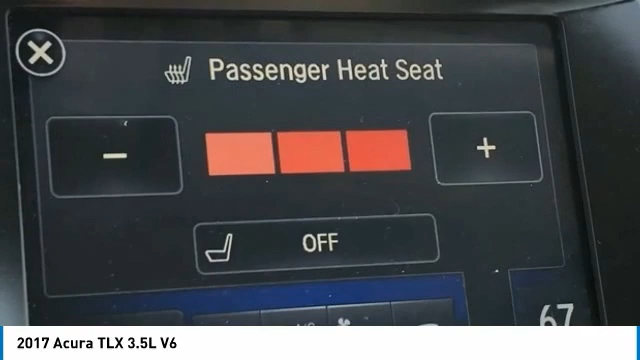 Passenger Heat Seat
−
+
OFF
67
2017 Acura TLX 3.5L V6